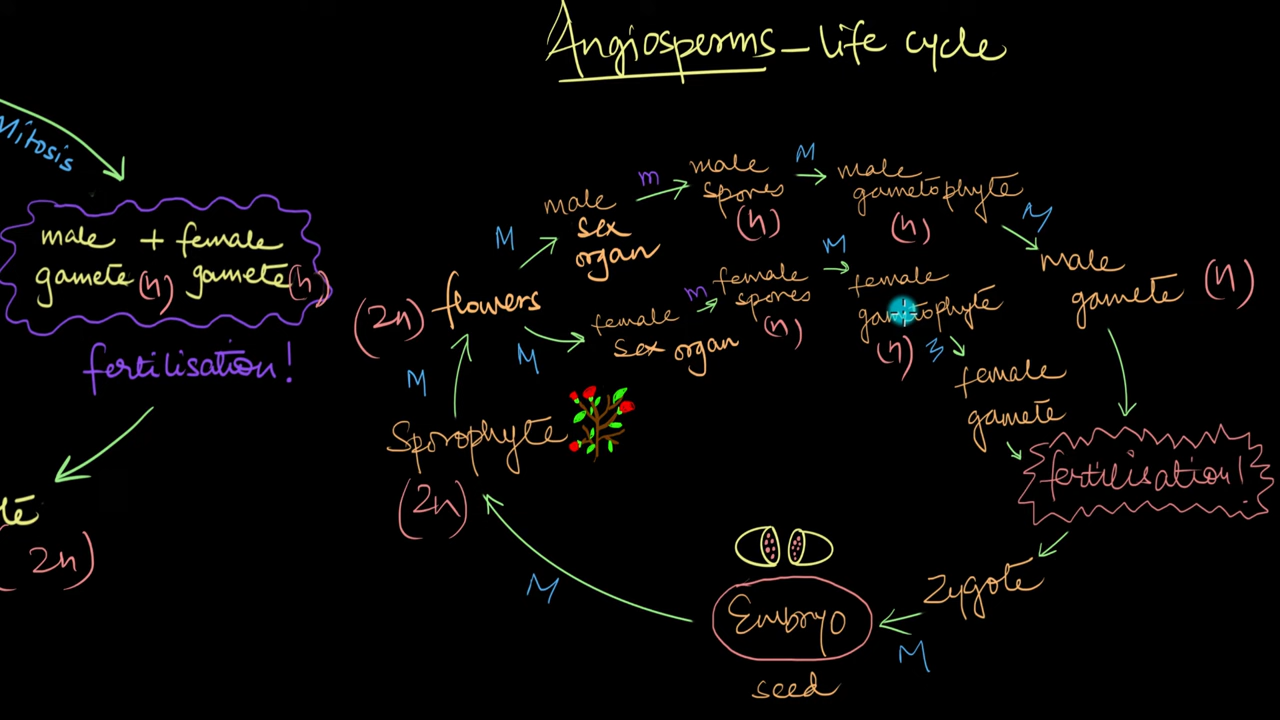 Angiosperms - life cycle
Mitosis
male + female
gamete (n) gamete (n)
fertilisation!
(2n)
male
sex
organ
m
male
spores
(n)
M
male
gametophyte
(n)
M
male
gamete (n)
M
(2n) flowers
M
female
sex organ
m
female
spores
(n)
M
female
gametophyte
(n)
M
female
gamete
fertilisation!
M
Sporophyte
(2n)
zygote
M
Embryo
seed
M